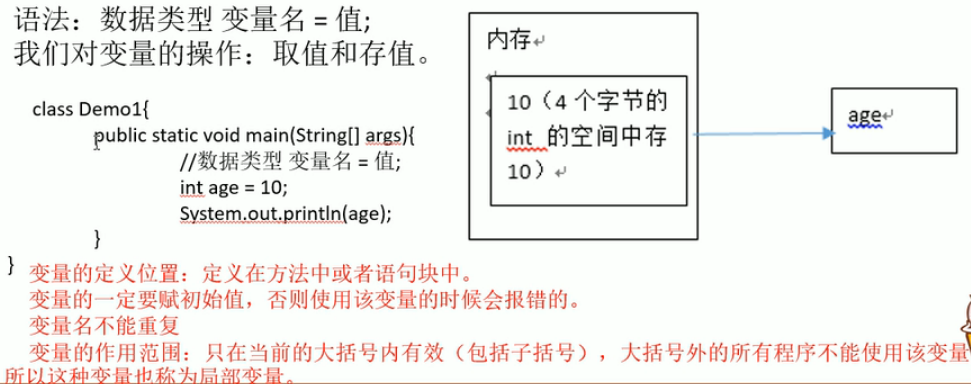 语法：数据类型 变量名 = 值;
我们对变量的操作：取值和存值。
class Demo1{
public static void main(String[] args){
//数据类型 变量名 = 值;
int age = 10;
System.out.println(age);
}
}
内存
10（4 个字节的
int 的空间中存
10）
age
变量的定义位置：定义在方法中或者语句块中。
变量的一定要赋初始值，否则使用该变量的时候会报错的。
变量名不能重复
变量的作用范围：只在当前的大括号内有效（包括子括号），大括号外的所有程序不能使用该变量
所以这种变量也称为局部变量。